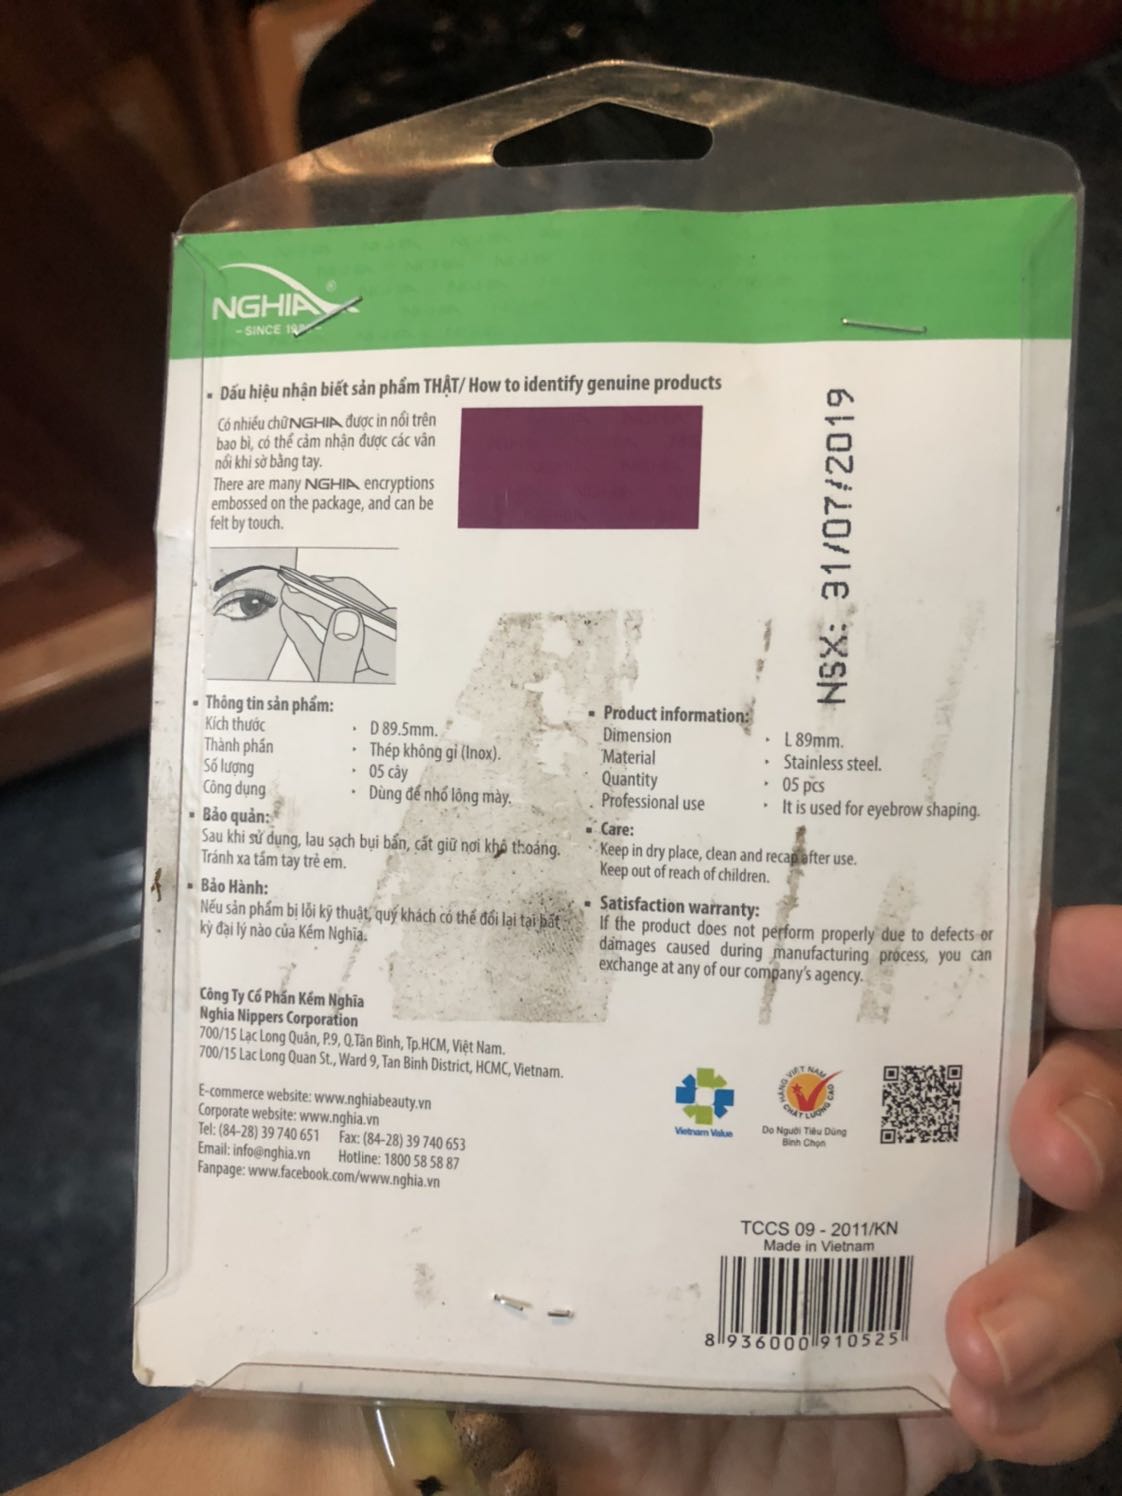 NGHIA®
- SINCE
▪ Dấu hiệu nhận biết sản phẩm THẬT/ How to identify genuine products
Có nhiều chữ NGHIA được in nổi trên
bao bì, có thể cảm nhận được các vân
nổi khi sờ bằng tay.
There are many NGHIA encryptions
embossed on the package, and can be
felt by touch.
NSX: 31/07/2019
▪ Thông tin sản phẩm:
Kích thước • D 89.5mm.
Thành phần • Thép không gỉ (Inox).
Số lượng • 05 cây
Công dụng • Dùng để nhổ lông mày.
▪ Bảo quản:
Sau khi sử dụng, lau sạch bụi bẩn, cất giữ nơi khô thoáng.
Tránh xa tầm tay trẻ em.
▪ Bảo Hành:
Nếu sản phẩm bị lỗi kỹ thuật, quý khách có thể đổi lại tại bất
kỳ đại lý nào của Kềm Nghĩa.
▪ Product information:
Dimension • L 89mm.
Material • Stainless steel.
Quantity • 05 pcs
Professional use • It is used for eyebrow shaping.
▪ Care:
Keep in dry place, clean and recap after use.
Keep out of reach of children.
▪ Satisfaction warranty:
If the product does not perform properly due to defects or
damages caused during manufacturing process, you can
exchange at any of our company's agency.
Công Ty Cổ Phần Kềm Nghĩa
Nghia Nippers Corporation
700/15 Lạc Long Quân, P.9, Q.Tân Bình, Tp.HCM, Việt Nam.
700/15 Lac Long Quan St., Ward 9, Tan Binh District, HCMC, Vietnam.
E-commerce website: www.nghiabeauty.vn
Corporate website: www.nghia.vn
Tel: (84-28) 39 740 651 Fax: (84-28) 39 740 653
Email: info@nghia.vn Hotline: 1800 58 58 87
Fanpage: www.facebook.com/www.nghia.vn
Vietnam Value
HÀNG VIỆT NAM
CHẤT LƯỢNG CAO
Do Người Tiêu Dùng
Bình Chọn
TCCS 09 - 2011/KN
Made in Vietnam
8 936000 910525